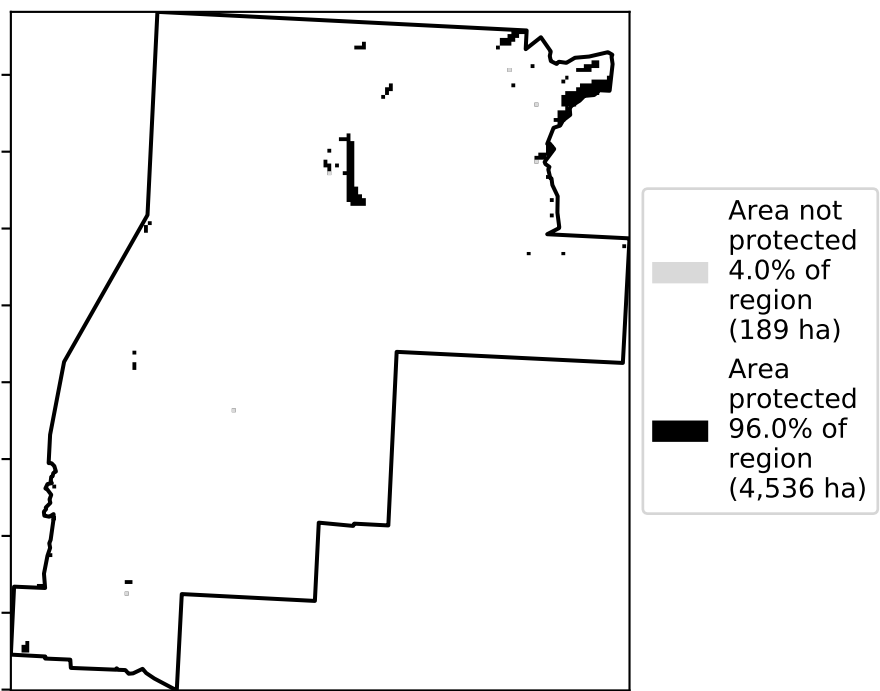 Area not
protected
4.0% of
region
(189 ha)
Area
protected
96.0% of
region
(4,536 ha)